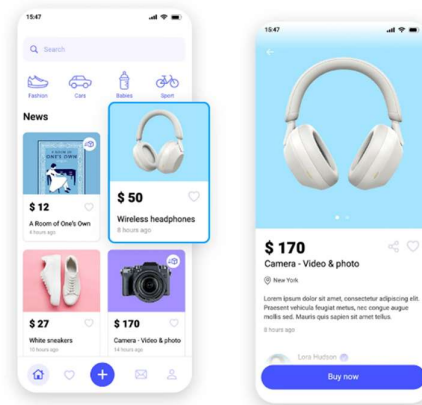 15:47
Search
Fashion
Cars
Babies
Sport
News
A ROOM OF
ONE'S OWN
$ 12
A Room of One's Own
4 hours ago
$ 50
Wireless headphones
8 hours ago
$ 27
White sneakers
10 hours ago
$ 170
Camera - Video & photo
14 hours ago
15:47
$ 170
Camera - Video & photo
New York
Lorem ipsum dolor sit amet, consectetur adipiscing elit.
Praesent vehicula feugiat metus, nec congue augue
mollis sed. Mauris quis sapien sit amet tellus.
8 hours ago
Lora Hudson
Buy now